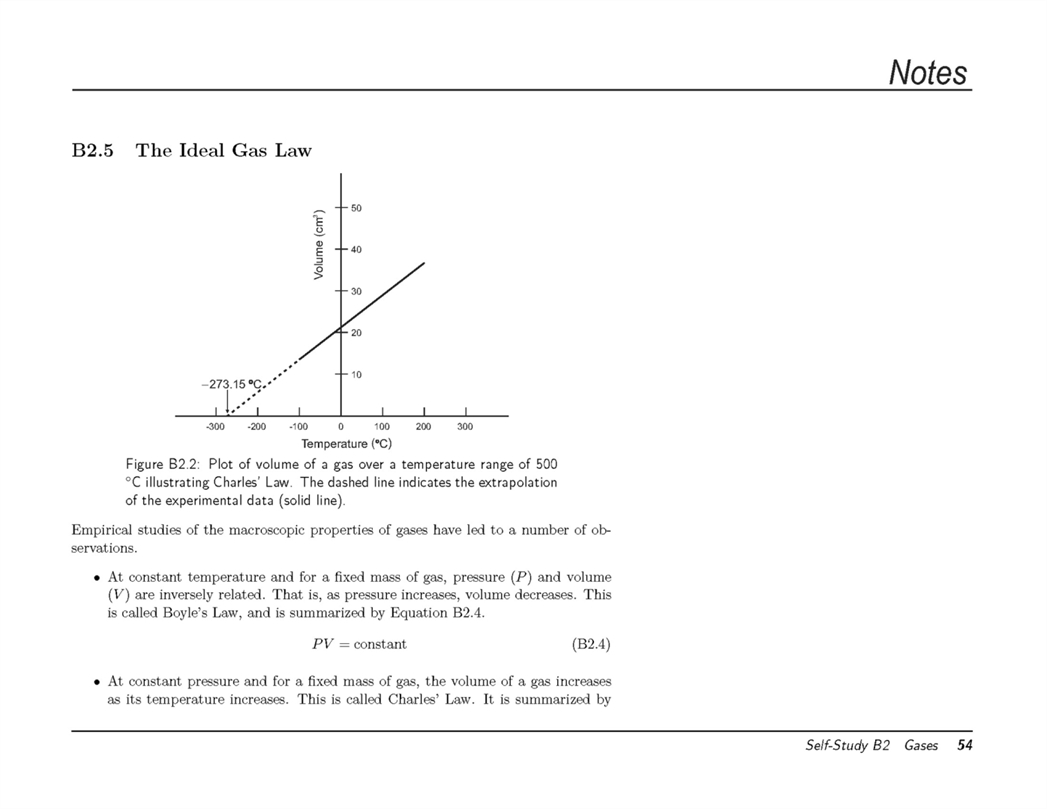 Notes
B2.5 The Ideal Gas Law
Volume (cm³)
50
40
30
20
10
−273.15 ºC
-300 -200 -100 0 100 200 300
Temperature (ºC)
Figure B2.2: Plot of volume of a gas over a temperature range of 500
°C illustrating Charles' Law. The dashed line indicates the extrapolation
of the experimental data (solid line).
Empirical studies of the macroscopic properties of gases have led to a number of ob-
servations.
• At constant temperature and for a fixed mass of gas, pressure (P) and volume
(V) are inversely related. That is, as pressure increases, volume decreases. This
is called Boyle's Law, and is summarized by Equation B2.4.
PV = constant (B2.4)
• At constant pressure and for a fixed mass of gas, the volume of a gas increases
as its temperature increases. This is called Charles' Law. It is summarized by
Self-Study B2 Gases 54